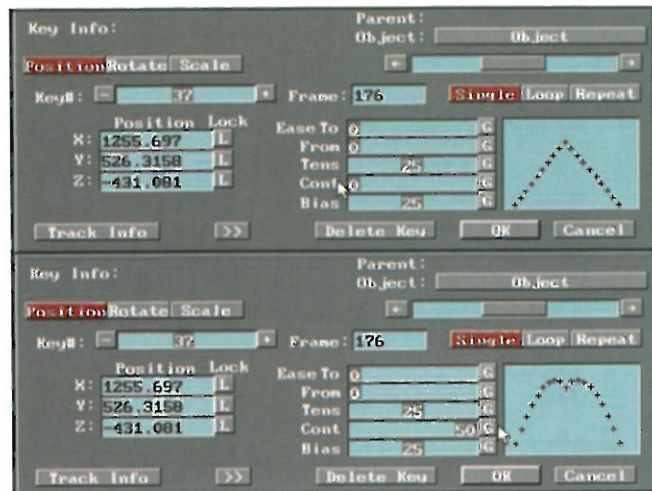 Key Info:
Parent:
Object: Object
Position Rotate Scale
Key#: - 37 + Frame: 176 Single Loop Repeat
Position Lock
X: 1255.697 L
Y: 526.3158 L
Z: -431.081 L
Ease To 0 G
From 0 G
Tens 25 G
Cont 0 G
Bias 25 G
Track Info >> Delete Key OK Cancel
Key Info:
Parent:
Object: Object
Position Rotate Scale
Key#: - 37 + Frame: 176 Single Loop Repeat
Position Lock
X: 1255.697 L
Y: 526.3158 L
Z: -431.081 L
Ease To 0 G
From 0 G
Tens 25 G
Cont 50 G
Bias 25 G
Track Info >> Delete Key OK Cancel